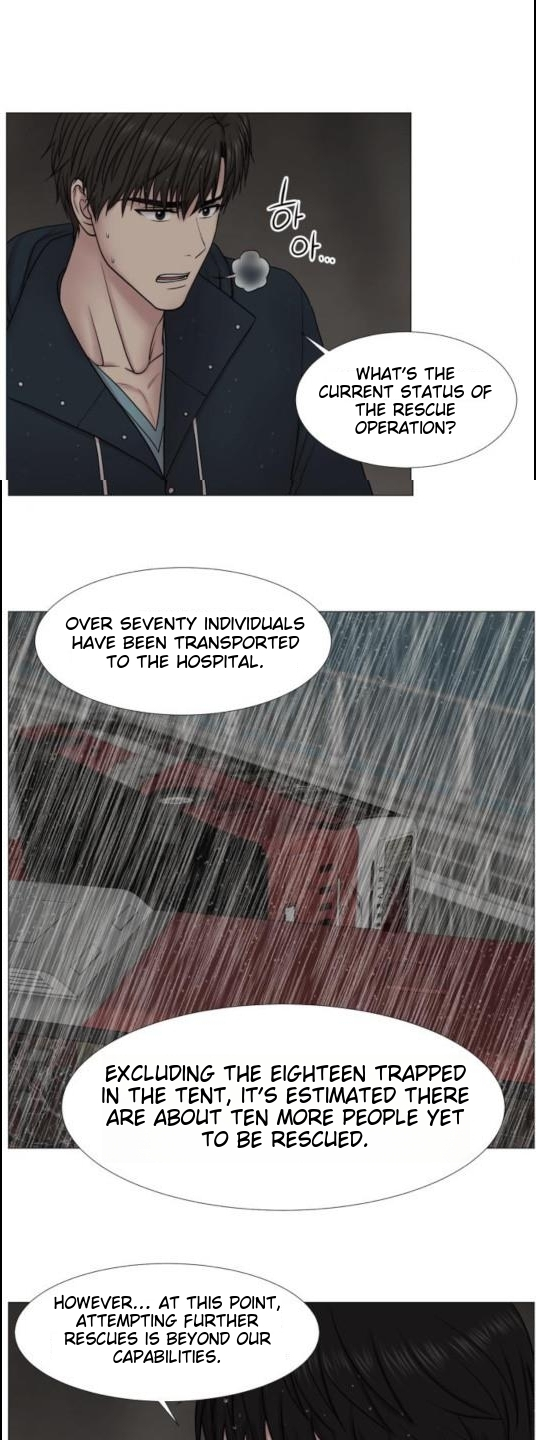 하
아...
WHAT'S THE
CURRENT STATUS OF
THE RESCUE
OPERATION?
OVER SEVENTY INDIVIDUALS
HAVE BEEN TRANSPORTED
TO THE HOSPITAL.
EXCLUDING THE EIGHTEEN TRAPPED
IN THE TENT, IT'S ESTIMATED THERE
ARE ABOUT TEN MORE PEOPLE YET
TO BE RESCUED.
HOWEVER... AT THIS POINT,
ATTEMPTING FURTHER
RESCUES IS BEYOND OUR
CAPABILITIES.